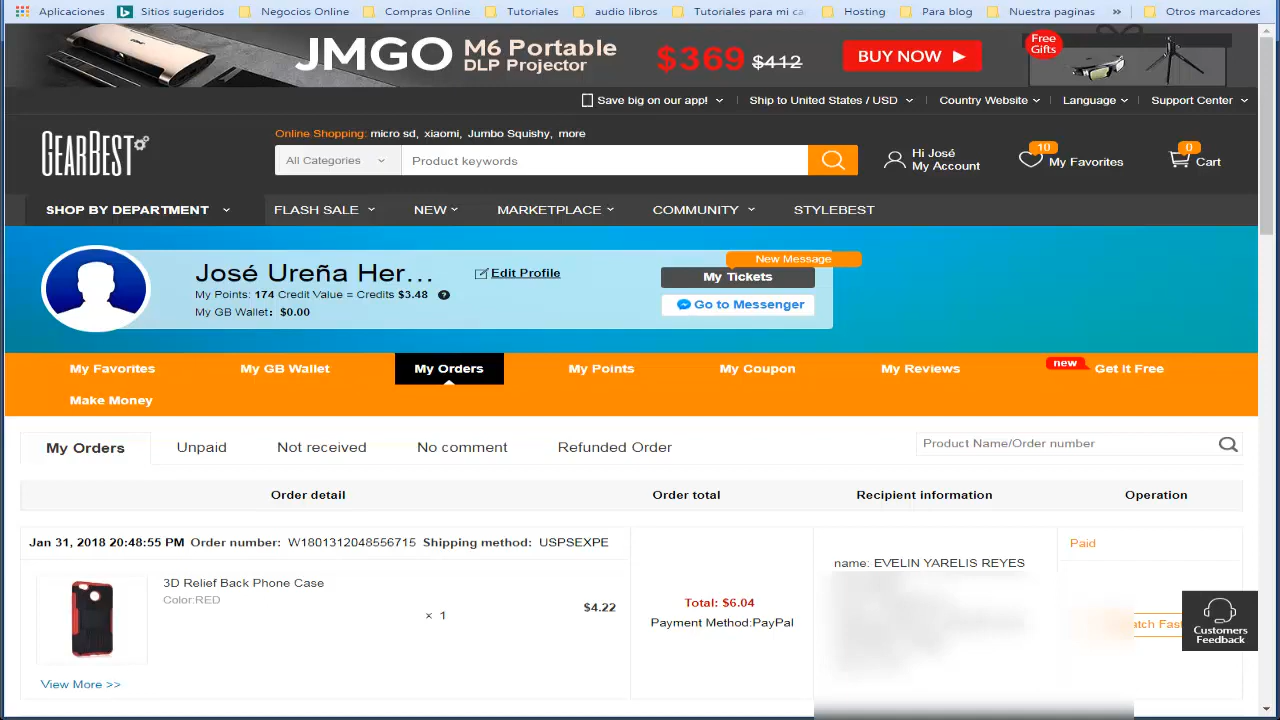 Aplicaciones Sitios sugeridos Negocios Online Compras Online Tutoriales audio libros Tutoriales para mi ca Hosting Para blog Nuestra paginas » Otros marcadores
JMGO M6 Portable DLP Projector $369 $412 BUY NOW ► Free Gifts
Save big on our app! Ship to United States / USD Country Website Language Support Center
GEARBEST
Online Shopping: micro sd, xiaomi, Jumbo Squishy, more
All Categories Product keywords
Hi José
My Account
10 My Favorites
0 Cart
SHOP BY DEPARTMENT FLASH SALE NEW MARKETPLACE COMMUNITY STYLEBEST
José Ureña Her... Edit Profile
My Points: 174 Credit Value = Credits $3.48 ?
My GB Wallet: $0.00
New Message
My Tickets
Go to Messenger
My Favorites My GB Wallet My Orders My Points My Coupon My Reviews new Get it Free
Make Money
My Orders Unpaid Not received No comment Refunded Order Product Name/Order number
Order detail Order total Recipient information Operation
Jan 31, 2018 20:48:55 PM Order number: W1801312048556715 Shipping method: USPSEXPE
3D Relief Back Phone Case
Color:RED
× 1
$4.22
View More >>
Total: $6.04
Payment Method:PayPal
name: EVELIN YARELIS REYES
Paid
Customers
Feedback